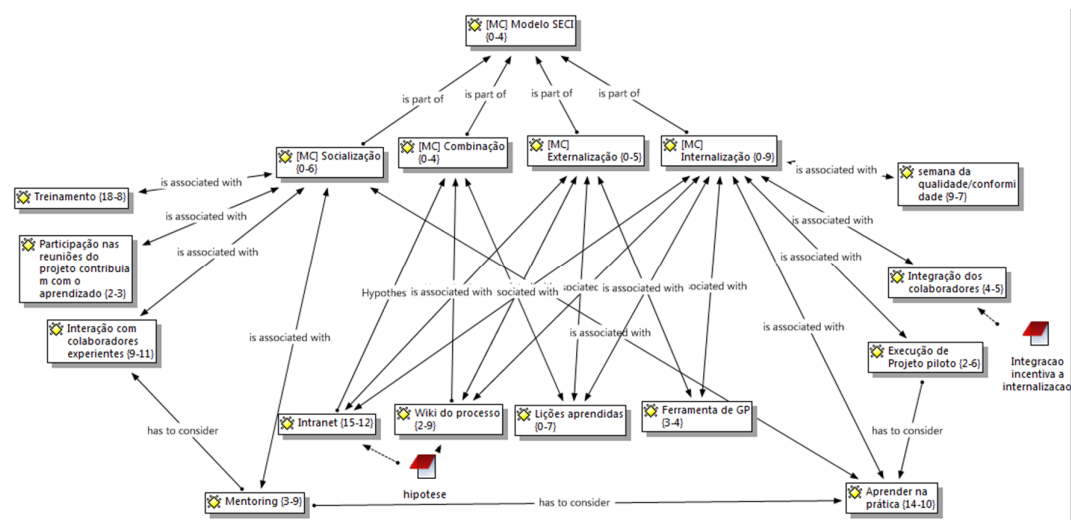 [MC] Modelo SECI
{0-4}
is part of
is part of
is part of
is part of
[MC] Socialização
{0-6}
[MC] Combinação
{0-4}
[MC]
Externalização {0-5}
[MC]
Internalização {0-9}
is associated with
semana da
qualidade/conformi
dade {9-7}
is associated with
Treinamento {18-8}
is associated with
is associated with
Participação nas
reuniões do
projeto contribuia
m com o
aprendizado {2-3}
is associated with
is associated with
Integração dos
colaboradores {4-5}
Hypothes
is associated with
sociated with
sociatec
is associated with
ociated with
Interação com
colaboradores
experientes {9-11}
is associated with
is associated with
is associated with
Integracao
incentiva a
internalizacao
Execução de
Projeto piloto {2-6}
Intranet {15-12}
Wiki do processo
{2-9}
Lições aprendidas
{0-7}
Ferramenta de GP
{3-4}
has to consider
has to consider
hipotese
Mentoring {3-9}
has to consider
Aprender na
prática {14-10}